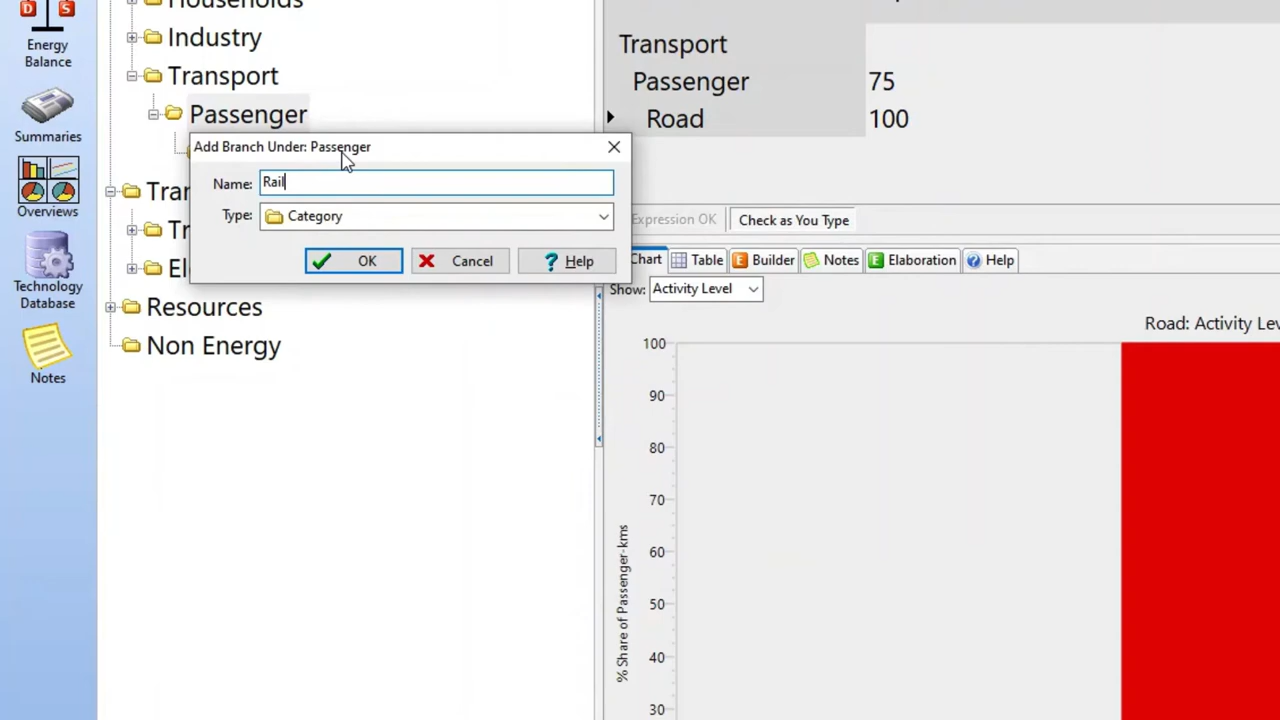 Energy
Balance
Summaries
Overviews
Technology
Database
Notes
Households
Industry
Transport
Passenger
Resources
Non Energy
Add Branch Under: Passenger
Name: Rail
Type: Category
OK
Cancel
Help
Transport
Passenger 75
Road 100
Expression OK
Check as You Type
Chart
Table
Builder
Notes
Elaboration
Help
Show: Activity Level
Road: Activity Lev
% Share of Passenger-kms
100
90
80
70
60
50
40
30